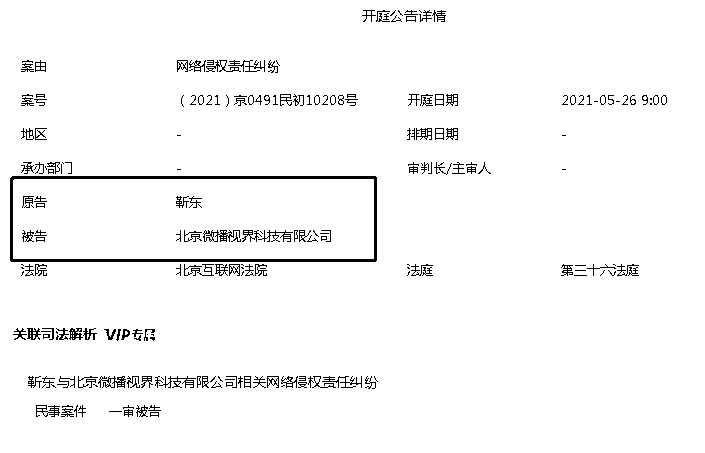 开庭公告详情
案由 网络侵权责任纠纷
案号 （2021）京0491民初10208号 开庭日期 2021-05-26 9:00
地区 - 排期日期 -
承办部门 - 审判长/主审人 -
原告 靳东
被告 北京微播视界科技有限公司
法院 北京互联网法院 法庭 第三十六法庭
关联司法解析 VIP专属
靳东与北京微播视界科技有限公司相关网络侵权责任纠纷
民事案件 一审被告